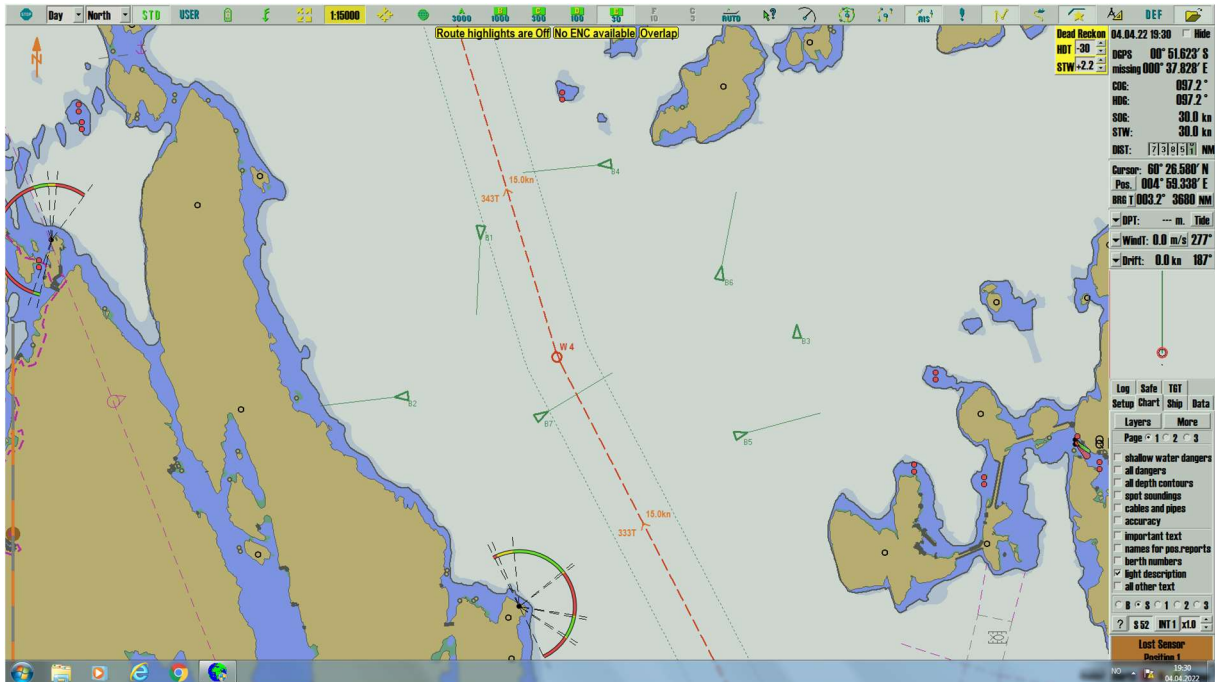 Day North STD USER 1:15000 A 3000 B 1000 C 500 D 100 E 50 F 10 G 3 AUTO AIS DEF
Route highlights are Off No ENC available Overlap
Dead Reckon
HDT -30
STW +2.2
04.04.22 19:30 Hide
DGPS 00° 51.623' S
missing 000° 37.828' E
COG: 097.2°
HDG: 097.2°
SOG: 30.0 kn
STW: 30.0 kn
DIST: NM
Cursor: 60° 26.580' N
Pos. 004° 59.338' E
BRG T 003.2° 3680 NM
DPT: --- m. Tide
WindT: 0.0 m/s 277°
Drift: 0.0 kn 187°
N
15.0kn
343T
B4
B1
B6
B3
W 4
B2
B7
B5
15.0kn
333T
Log Safe TGT
Setup Chart Ship Data
Layers More
Page 1 2 3
shallow water dangers
all dangers
all depth contours
spot soundings
cables and pipes
accuracy
important text
names for pos.reports
berth numbers
light description
all other text
B S 1 2 3
? S 52 INT 1 x1.0
Lost Sensor
Position 1
NO 19:30
04.04.2022